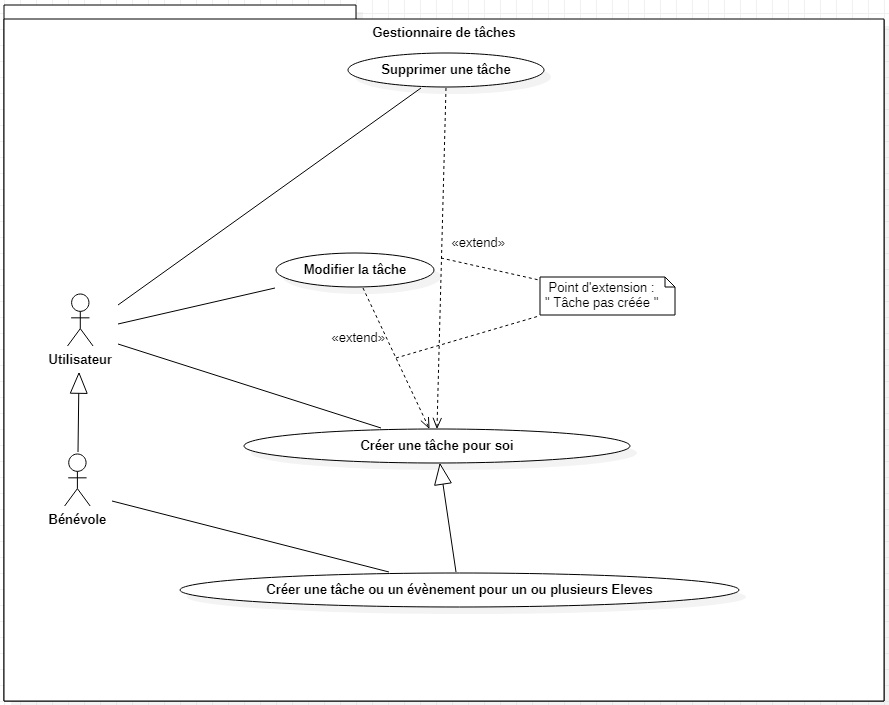 Gestionnaire de tâches
Supprimer une tâche
«extend»
Modifier la tâche
Point d'extension :
" Tâche pas créée "
«extend»
Utilisateur
Créer une tâche pour soi
Bénévole
Créer une tâche ou un évènement pour un ou plusieurs Eleves